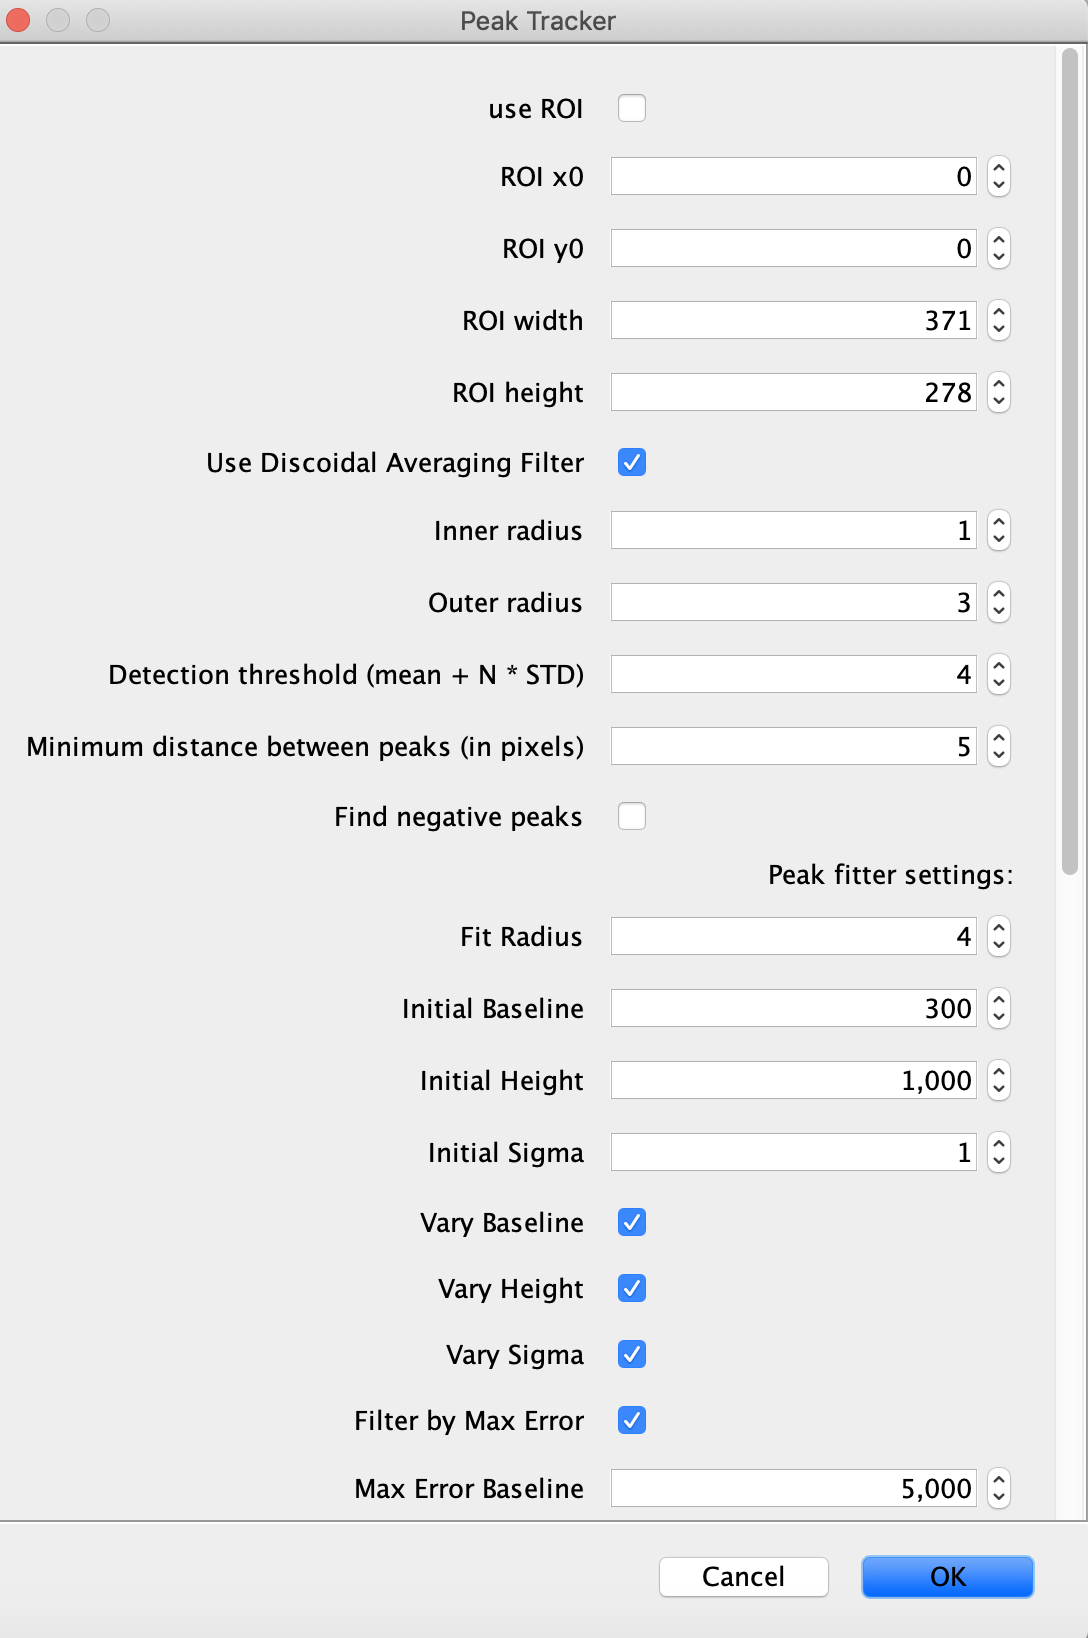 Peak Tracker
use ROI
ROI x0 0
ROI y0 0
ROI width 371
ROI height 278
Use Discoidal Averaging Filter
Inner radius 1
Outer radius 3
Detection threshold (mean + N * STD) 4
Minimum distance between peaks (in pixels) 5
Find negative peaks
Peak fitter settings:
Fit Radius 4
Initial Baseline 300
Initial Height 1,000
Initial Sigma 1
Vary Baseline
Vary Height
Vary Sigma
Filter by Max Error
Max Error Baseline 5,000
Cancel OK